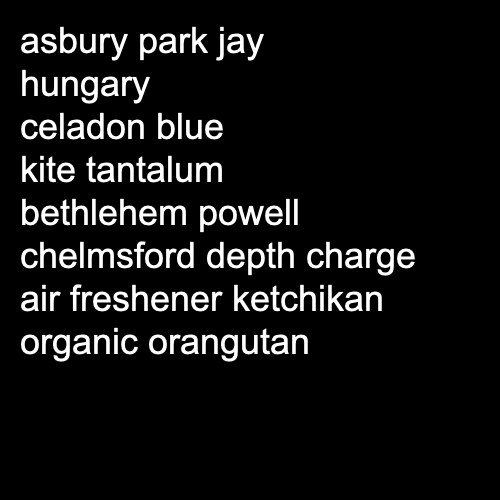 asbury park jay
hungary
celadon blue
kite tantalum
bethlehem powell
chelmsford depth charge
air freshener ketchikan
organic orangutan